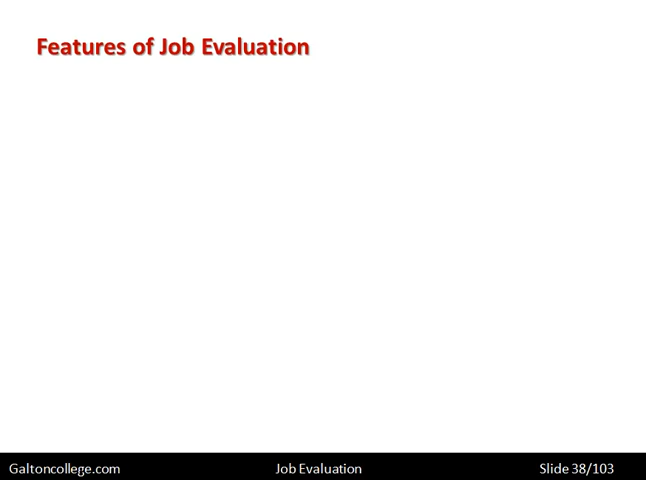 Features of Job Evaluation
Galtoncollege.com Job Evaluation Slide 38/103